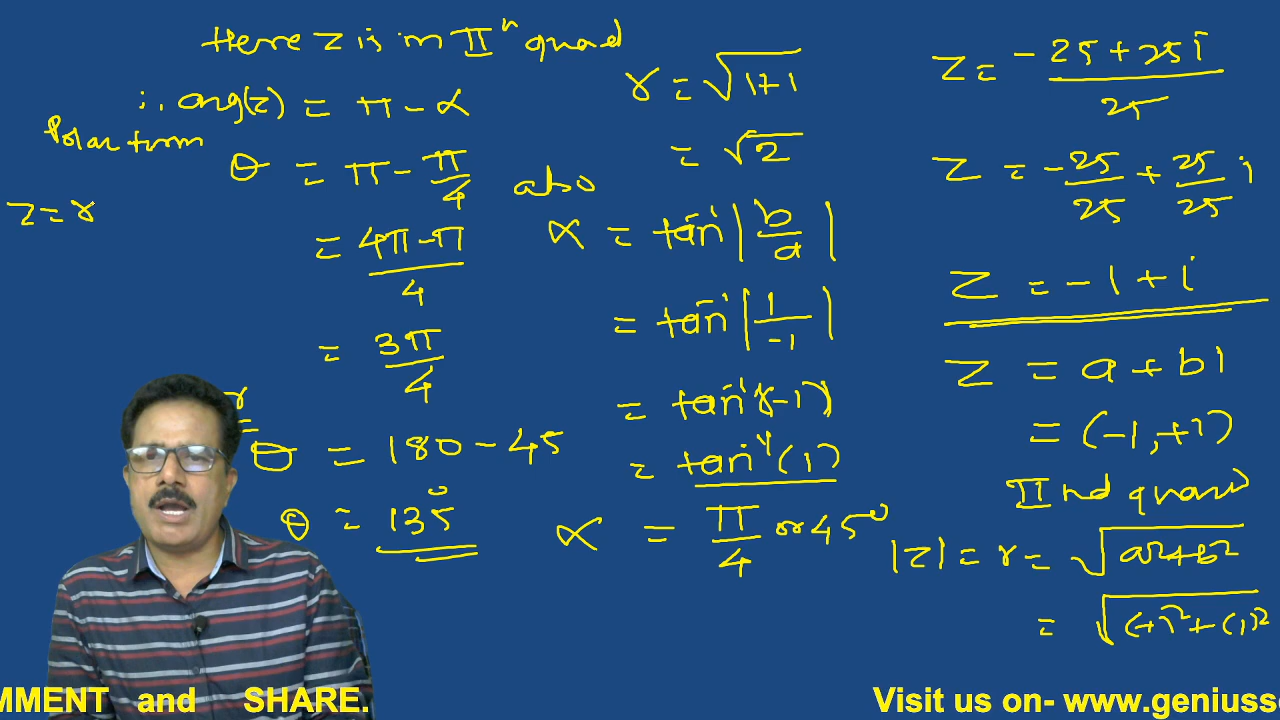 Here z is in IIⁿ quad
∴ arg(z) = π - α
Polar form
θ = π - π/4
z = r
= 4π-π/4
= 3π/4
θ = 180 - 45
θ = 135°
r = √1+1
= √2
also
α = tan⁻¹|b/a|
= tan⁻¹|1/-1|
= tan⁻¹(-1)
= tan⁻¹(1)
α = π/4 or 45°
z = -25+25i/25
z = -25/25 + 25/25 i
z = -1+i
z = a+bi
= (-1,+1)
II nd quad
|z| = r = √a²+b²
= √(-1)²+(1)²
MMENT and SHARE.
Visit us on- www.geniuss